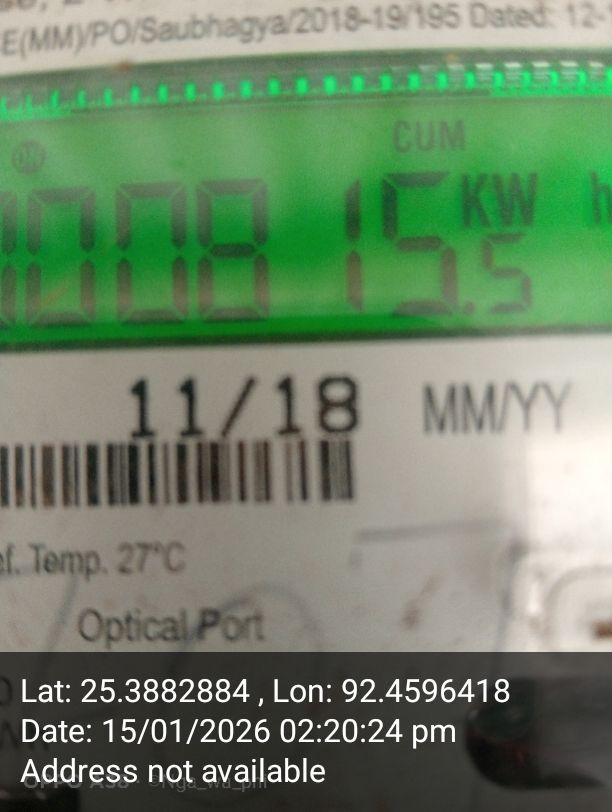 E(MM)/PO/Saubhagya/2018-19/195 Dated: 12-
CUM
00815.5 KW h
11/18 MM/YY
ef. Temp. 27°C
Optical Port
Lat: 25.3882884 , Lon: 92.4596418
Date: 15/01/2026 02:20:24 pm
Address not available